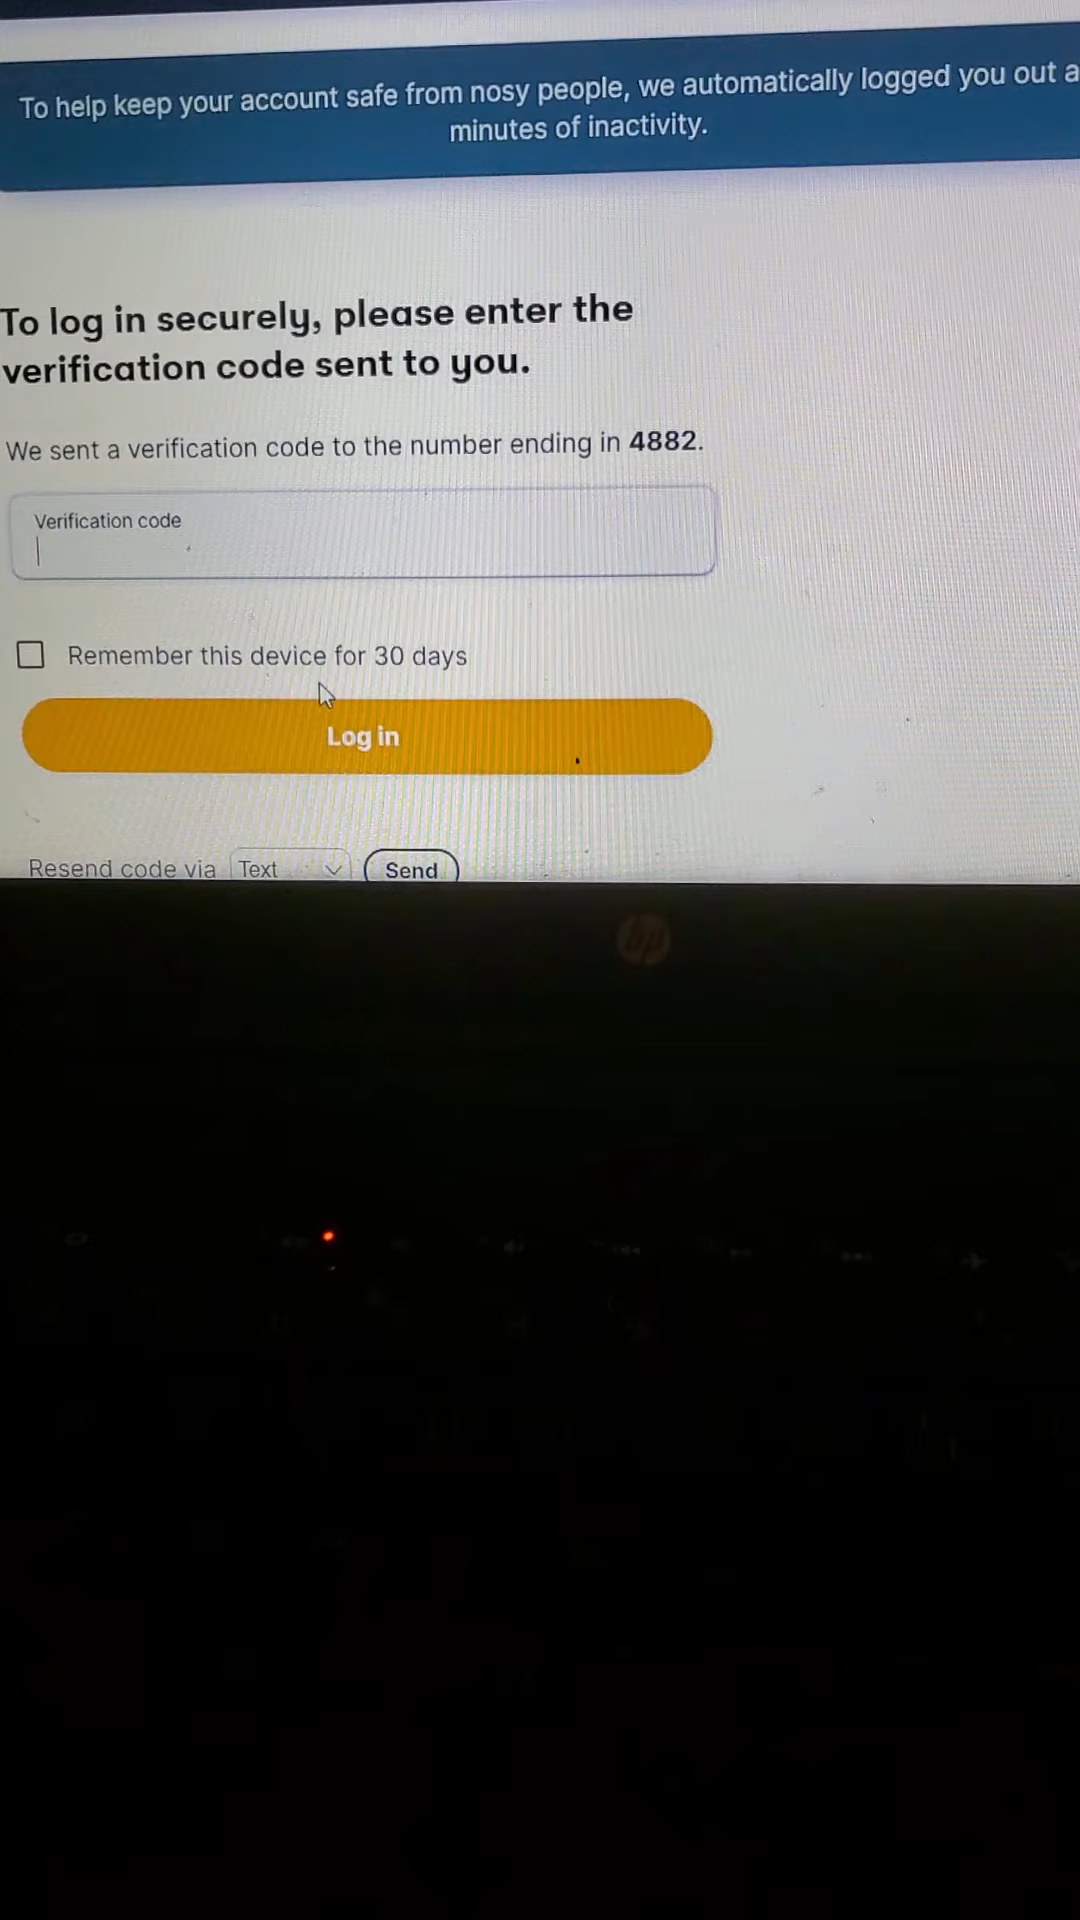 To help keep your account safe from nosy people, we automatically logged you out a
minutes of inactivity.
To log in securely, please enter the
verification code sent to you.
We sent a verification code to the number ending in 4882.
Verification code
Remember this device for 30 days
Log in
Resend code via Text Send
hp